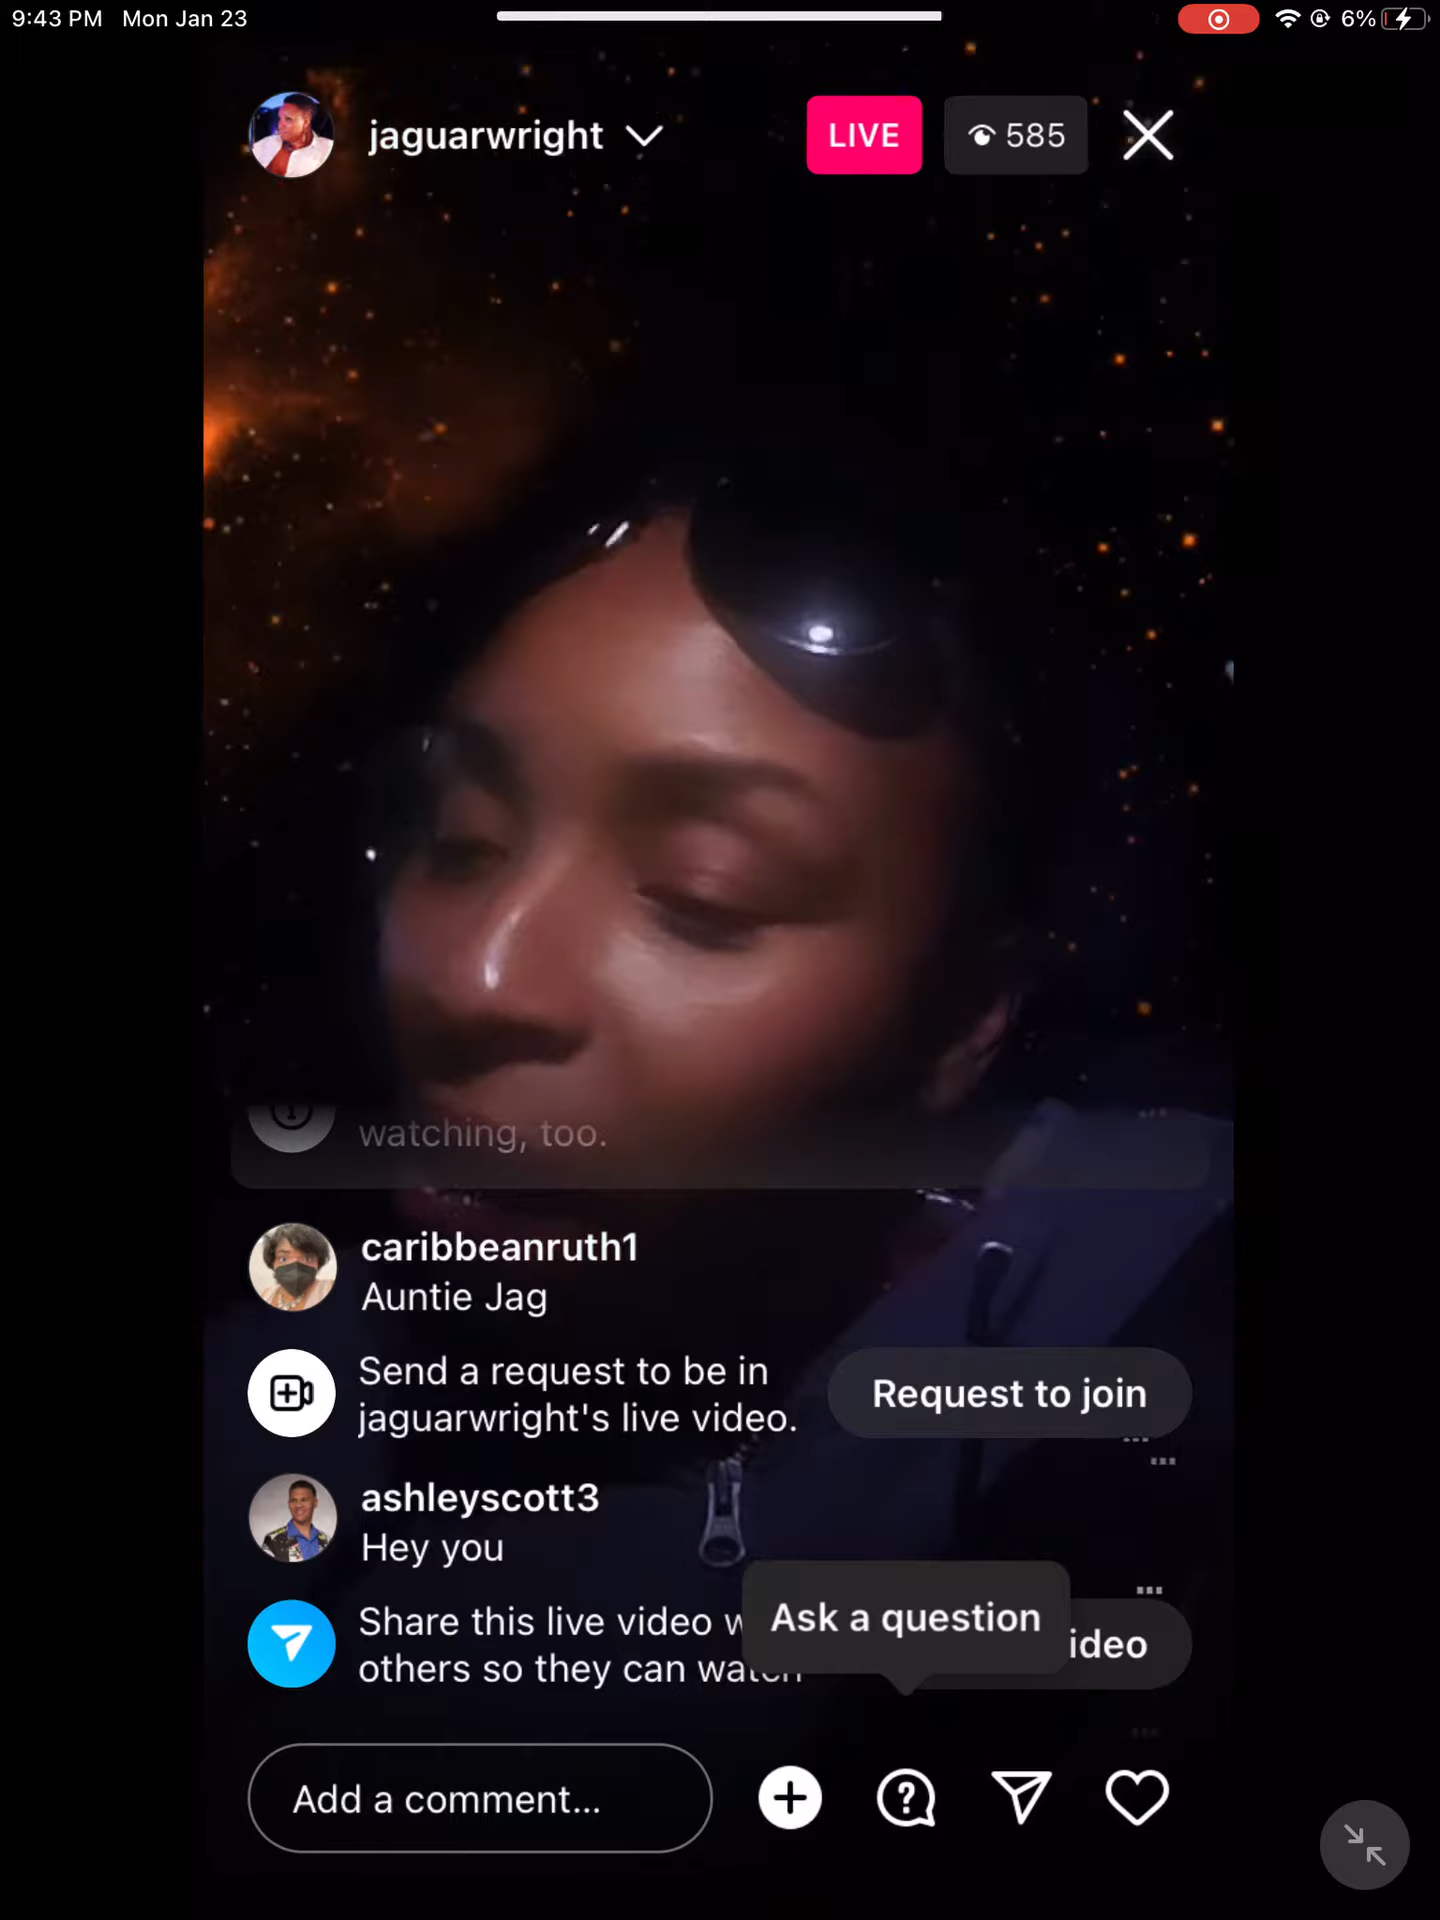 9:43 PM Mon Jan 23
6%
jaguarwright
LIVE
585
watching, too.
caribbeanruth1
Auntie Jag
Send a request to be in
jaguarwright's live video.
Request to join
ashleyscott3
Hey you
Share this live video w
others so they can watch
Ask a question
ideo
Add a comment...